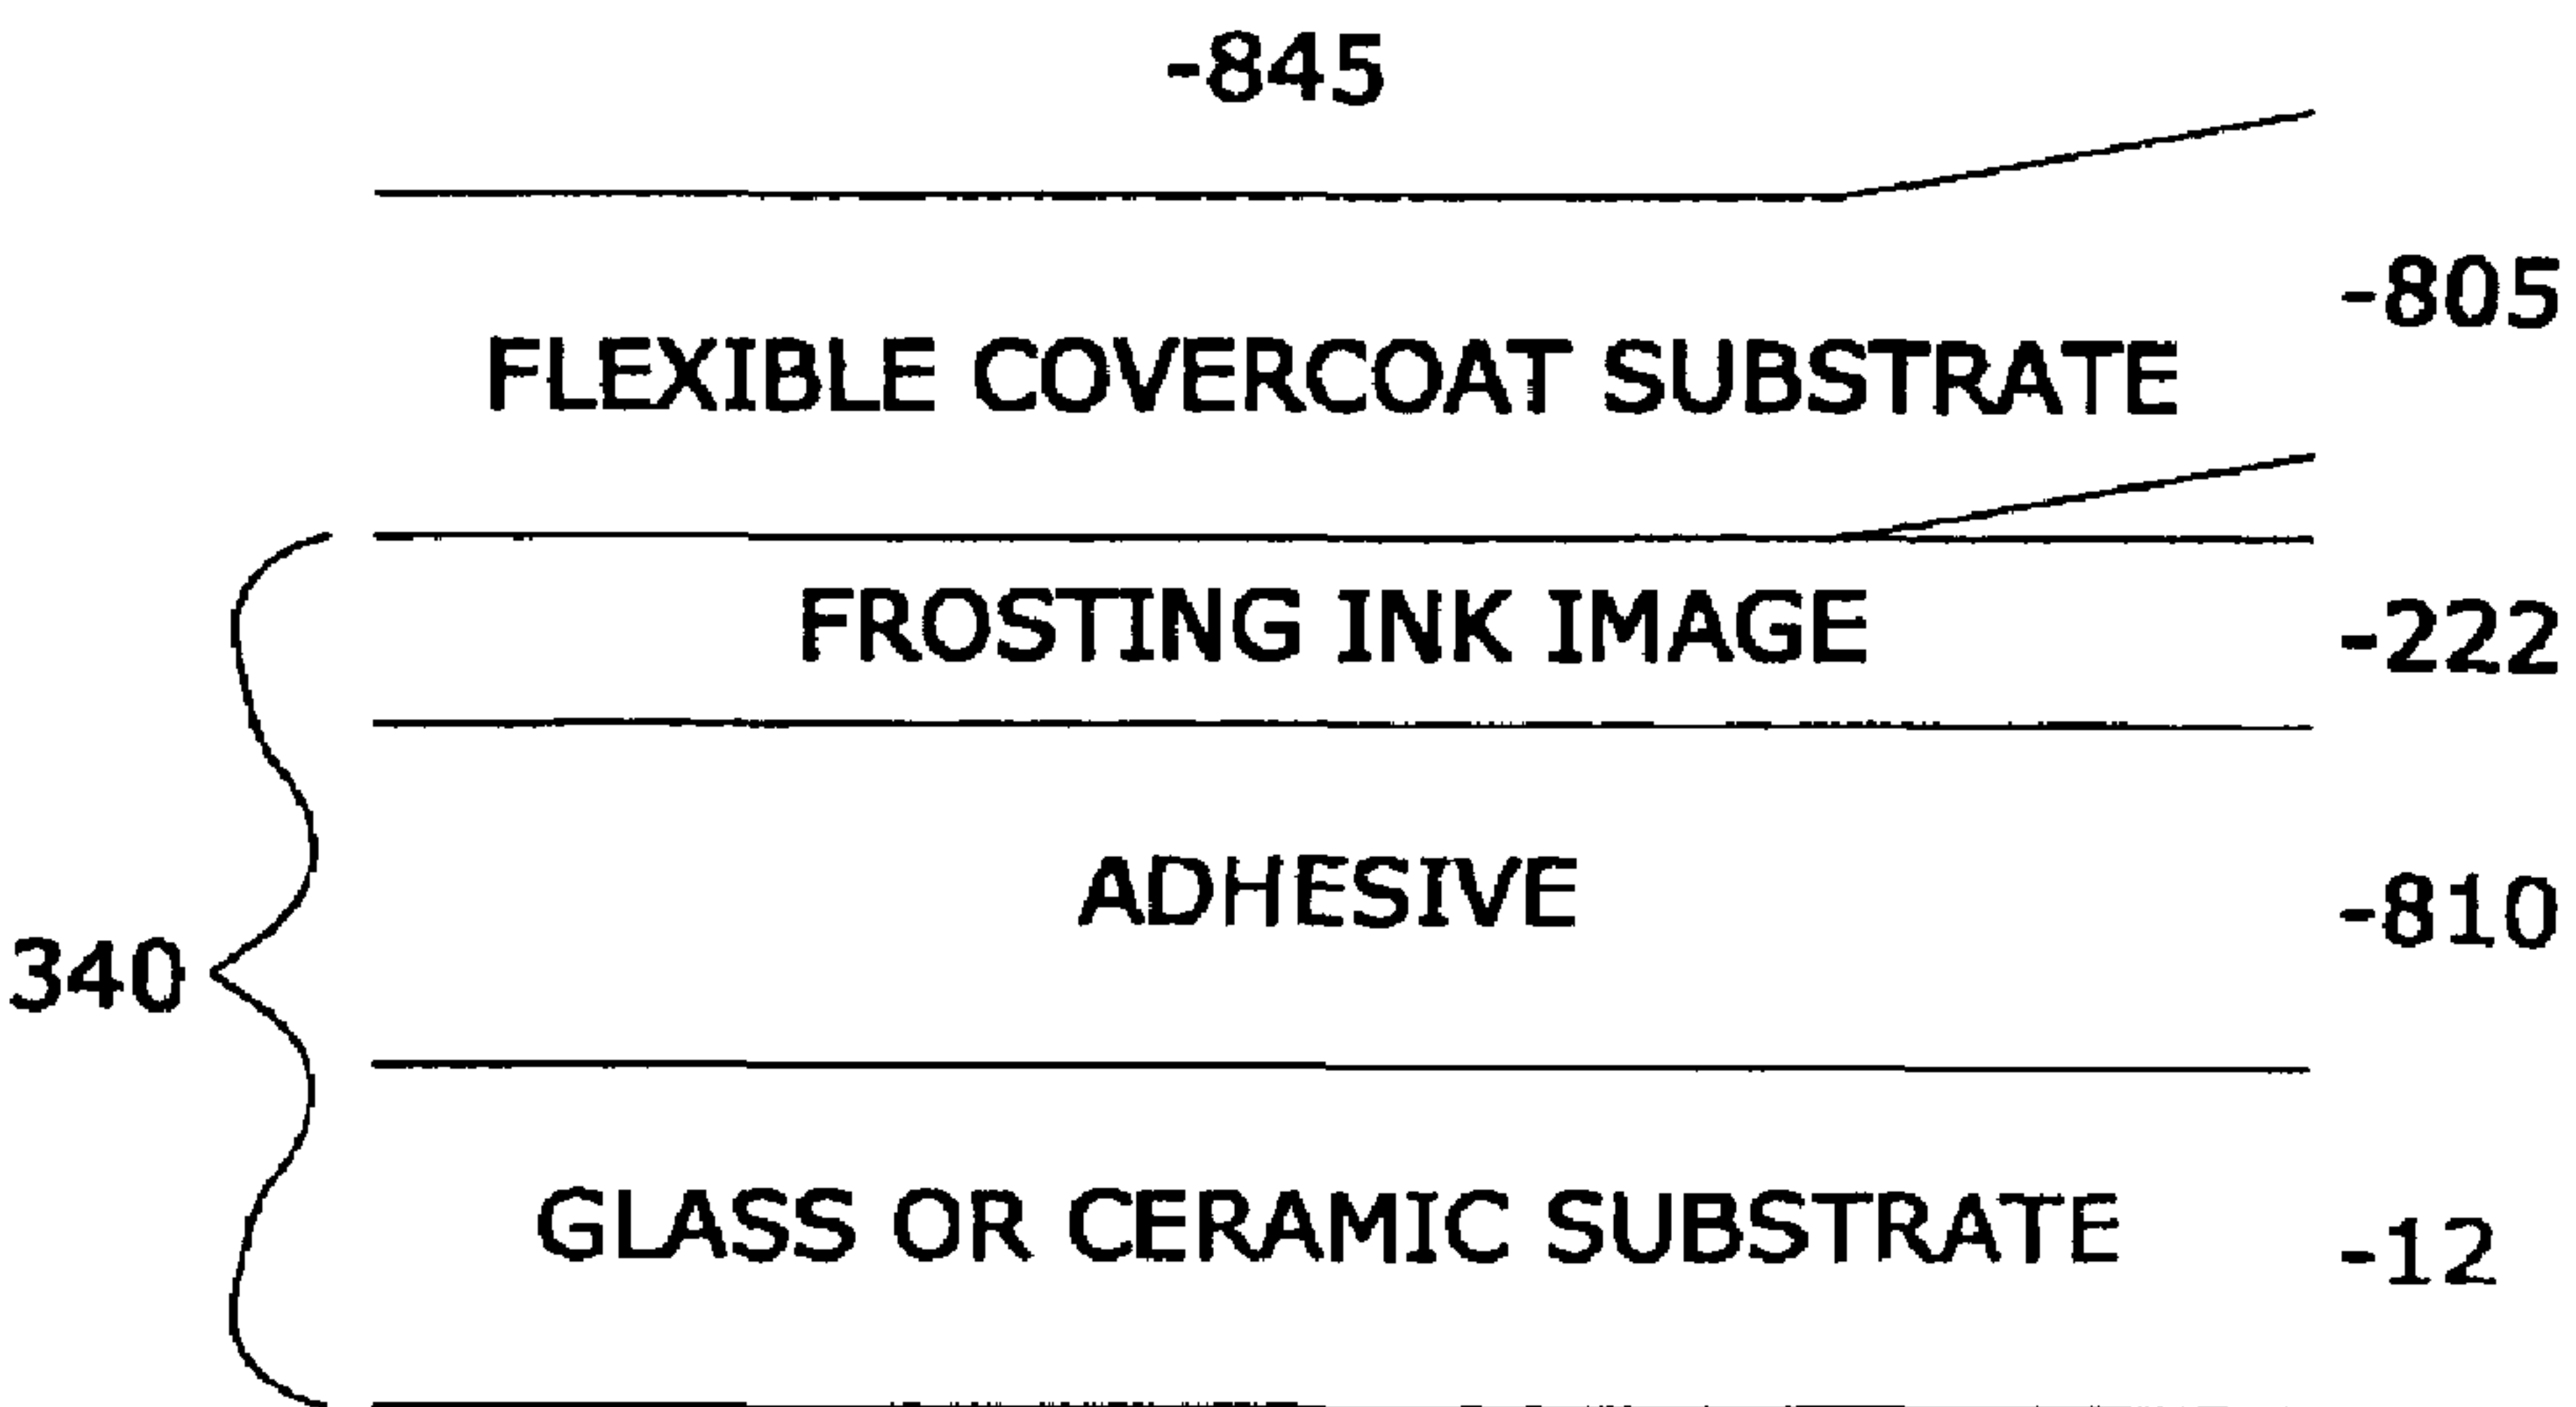 -845
-805
FLEXIBLE COVERCOAT SUBSTRATE
FROSTING INK IMAGE
-222
ADHESIVE
-810
340
GLASS OR CERAMIC SUBSTRATE
-12